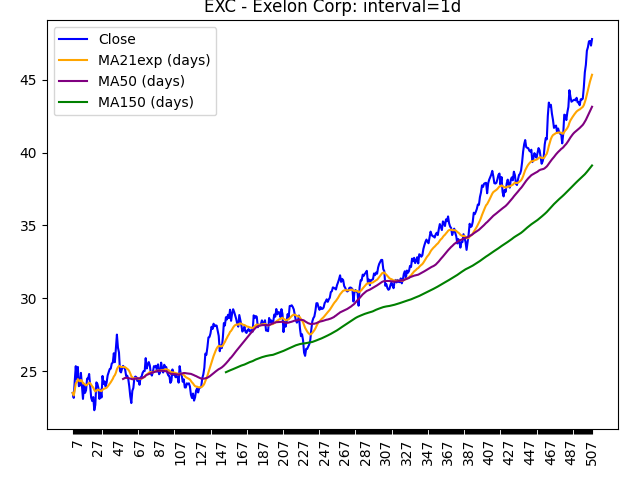 EXC - Exelon Corp: interval=1d
Close
MA21exp (days)
MA50 (days)
MA150 (days)
45
40
35
30
25
7 27 47 67 87 107 127 147 167 187 207 227 247 267 287 307 327 347 367 387 407 427 447 467 487 507